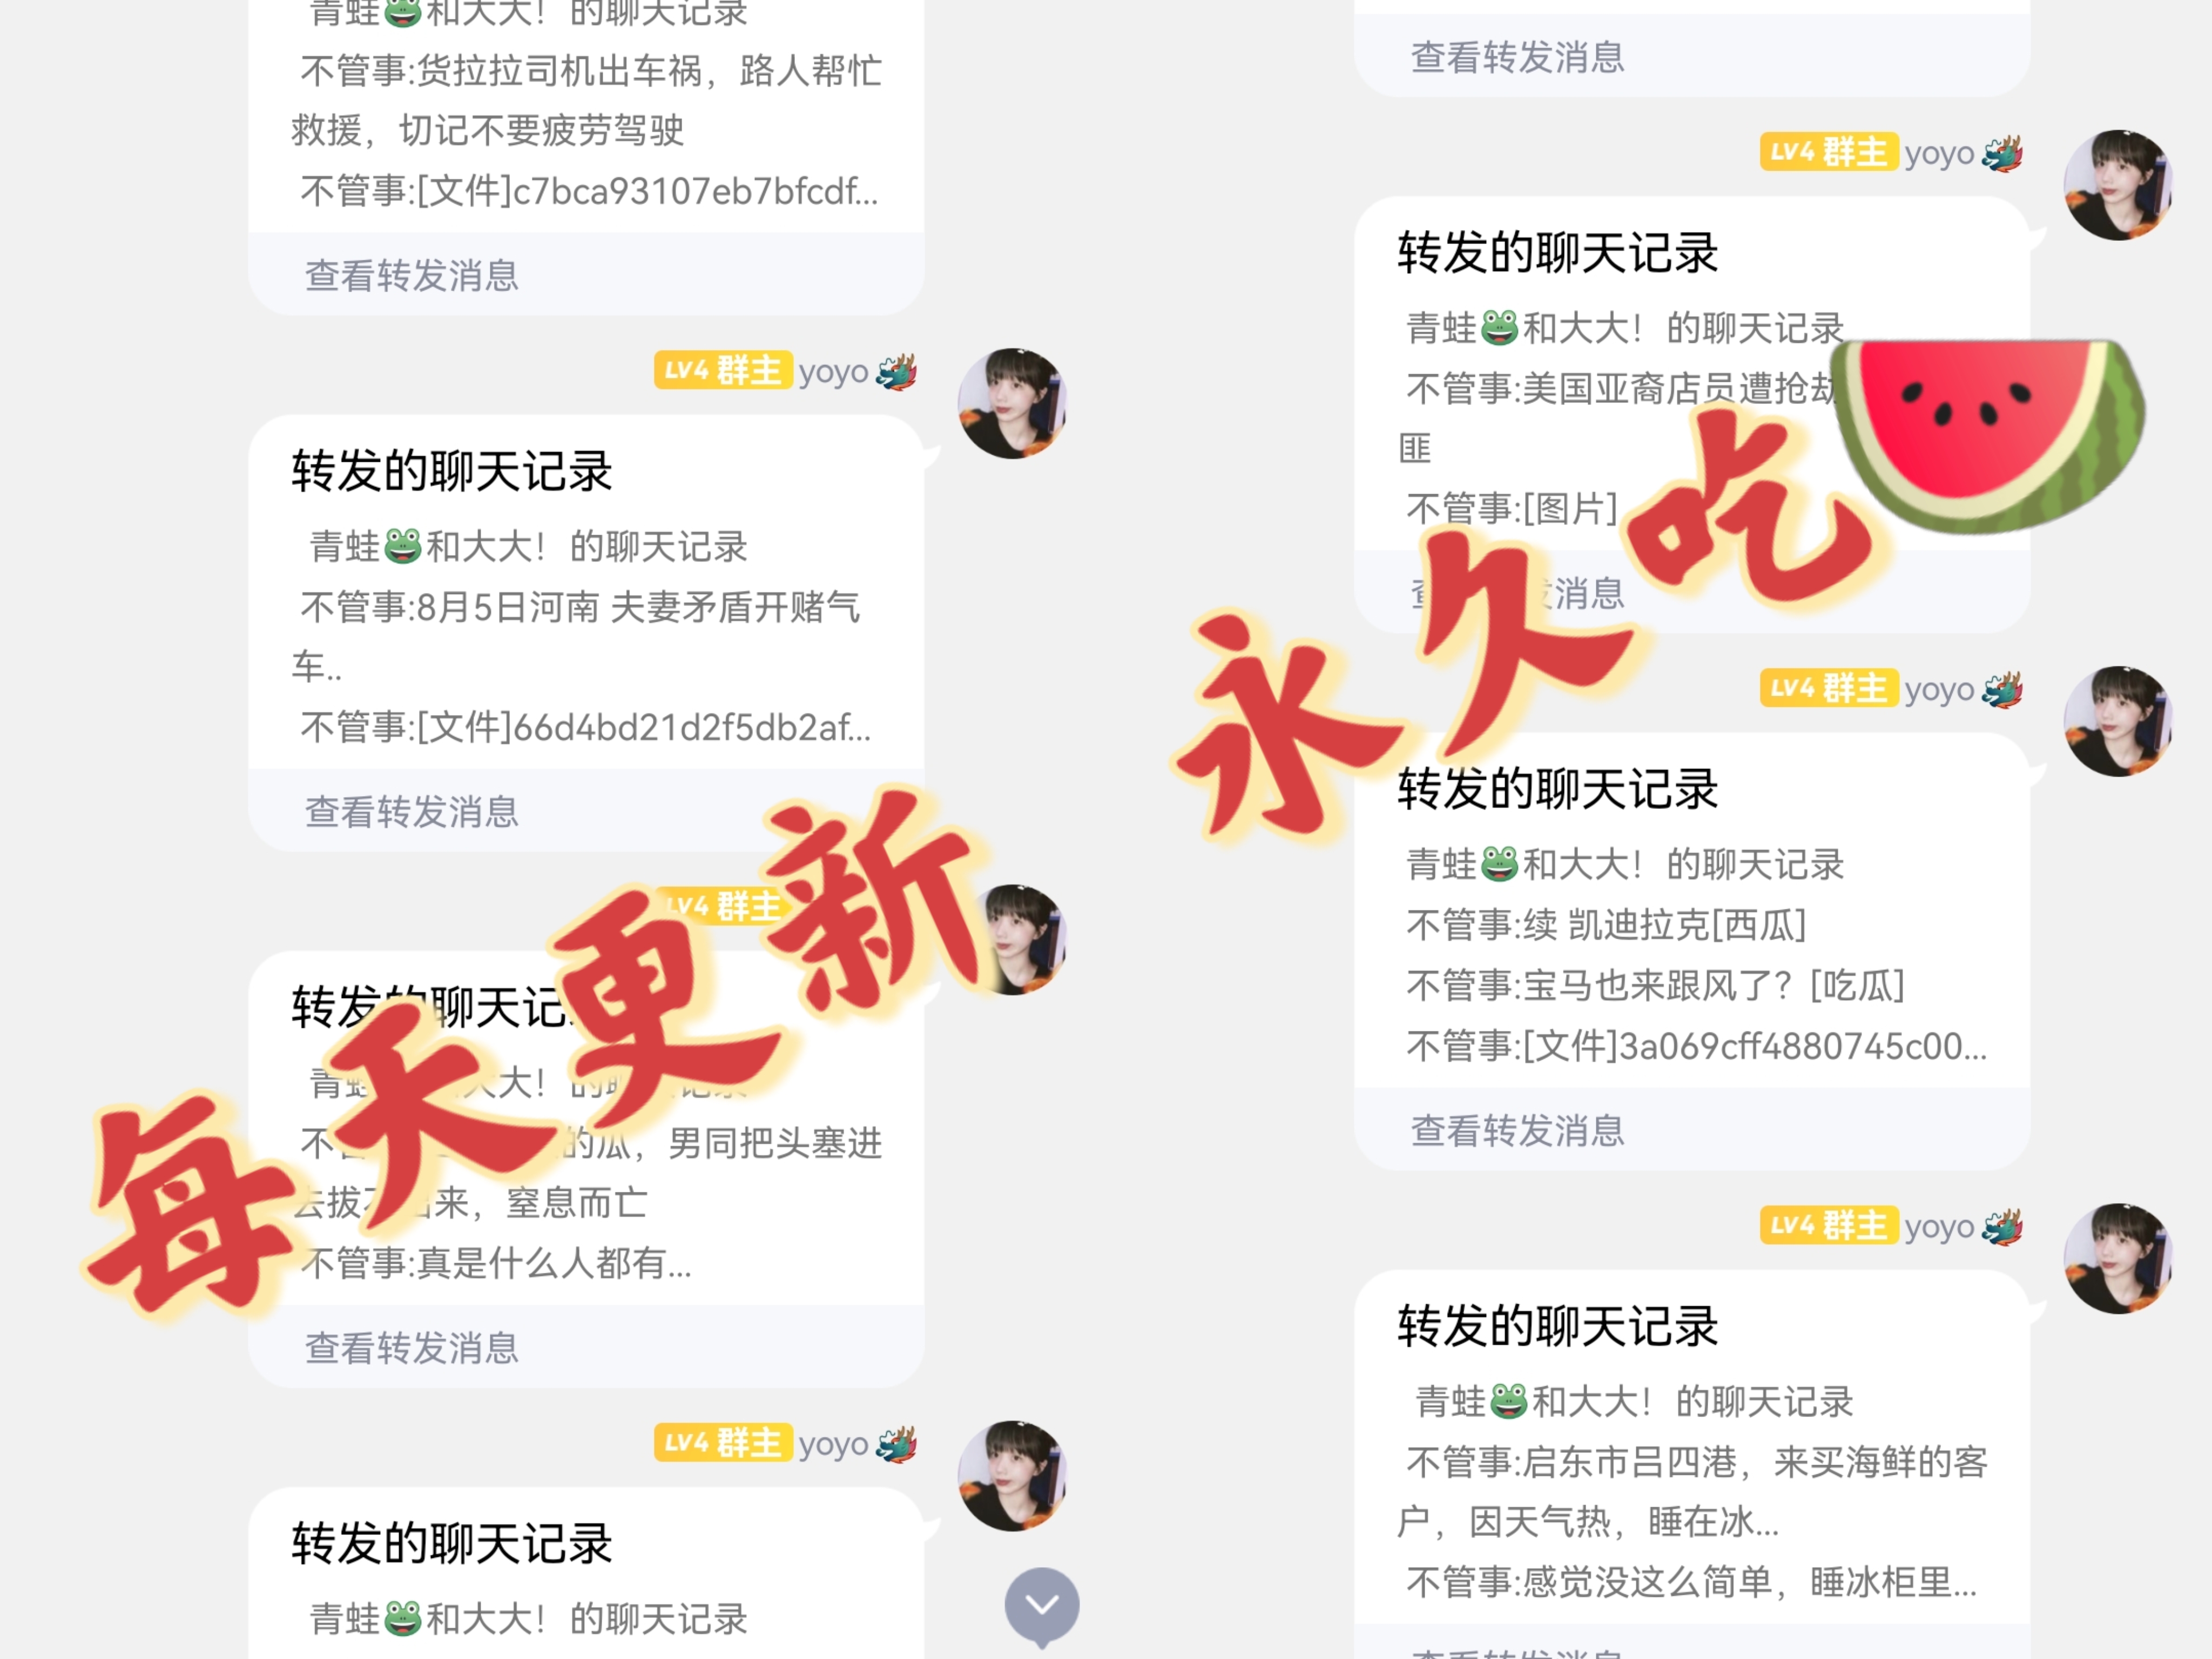 青蛙🐸和大大！的聊天记录
不管事:货拉拉司机出车祸，路人帮忙
救援，切记不要疲劳驾驶
不管事:[文件]c7bca93107eb7bfcdf...
查看转发消息
LV4 群主 yoyo🐲
转发的聊天记录
青蛙🐸和大大！的聊天记录
不管事:8月5日河南 夫妻矛盾开赌气
车..
不管事:[文件]66d4bd21d2f5db2af...
查看转发消息
LV4 群主
转发的聊天记
的瓜，男同把头塞进
来，窒息而亡
不管事:真是什么人都有...
查看转发消息
LV4 群主 yoyo🐲
转发的聊天记录
青蛙🐸和大大！的聊天记录
每天更新
查看转发消息
LV4 群主 yoyo🐲
转发的聊天记录
青蛙🐸和大大！的聊天记录
不管事:美国亚裔店员遭抢劫
匪
不管事:[图片]
消息
LV4 群主 yoyo🐲
转发的聊天记录
青蛙🐸和大大！的聊天记录
不管事:续 凯迪拉克[西瓜]
不管事:宝马也来跟风了？[吃瓜]
不管事:[文件]3a069cff4880745c00...
查看转发消息
LV4 群主 yoyo🐲
转发的聊天记录
青蛙🐸和大大！的聊天记录
不管事:启东市吕四港，来买海鲜的客
户，因天气热，睡在冰...
不管事:感觉没这么简单，睡冰柜里...
永久吃🍉